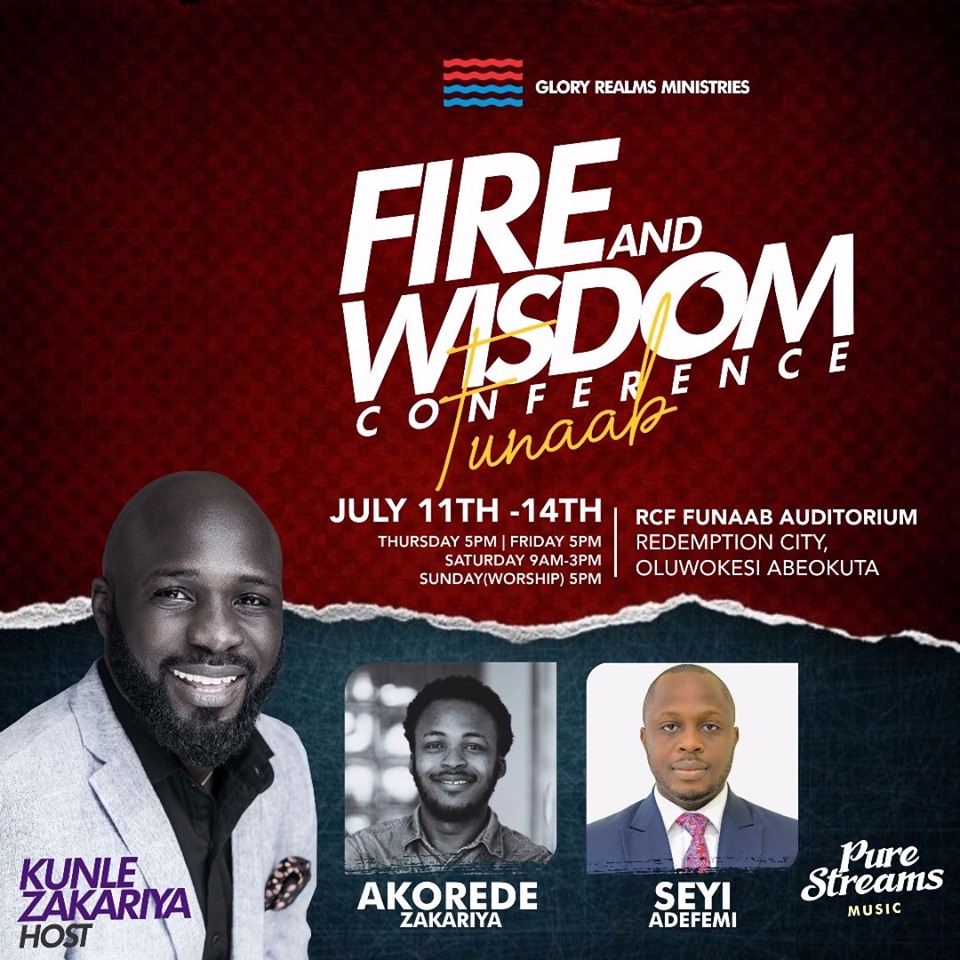 GLORY REALMS MINISTRIES
FIRE AND
WISDOM
CONFERENCE
Funaab
JULY 11TH -14TH
THURSDAY 5PM | FRIDAY 5PM
SATURDAY 9AM-3PM
SUNDAY(WORSHIP) 5PM
RCF FUNAAB AUDITORIUM
REDEMPTION CITY,
OLUWOKESI ABEOKUTA
KUNLE
ZAKARIYA
HOST
AKOREDE
ZAKARIYA
SEYI
ADEFEMI
Pure
Streams
MUSIC